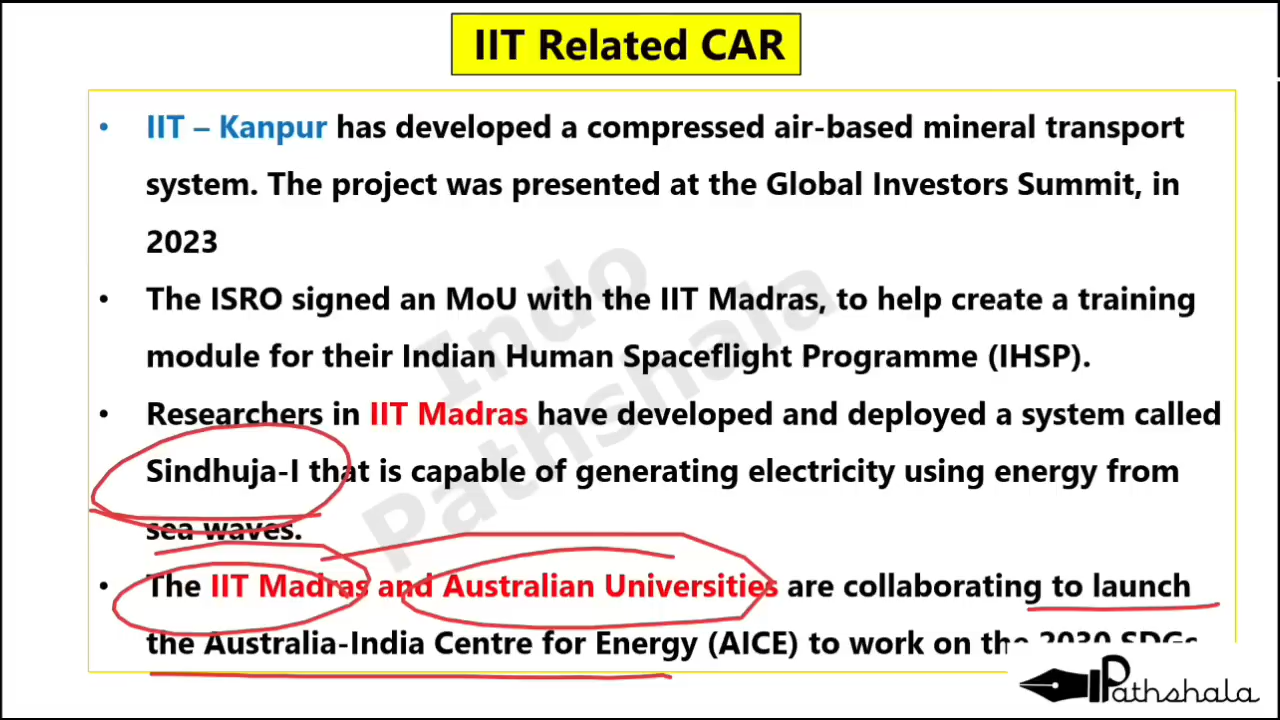 IIT Related CAR
• IIT – Kanpur has developed a compressed air-based mineral transport
system. The project was presented at the Global Investors Summit, in
2023
• The ISRO signed an MoU with the IIT Madras, to help create a training
module for their Indian Human Spaceflight Programme (IHSP).
• Researchers in IIT Madras have developed and deployed a system called
Sindhuja-I that is capable of generating electricity using energy from
sea waves.
• The IIT Madras and Australian Universities are collaborating to launch
the Australia-India Centre for Energy (AICE) to work on the 2030 SDGs
Indo
Pathshala
Pathshala